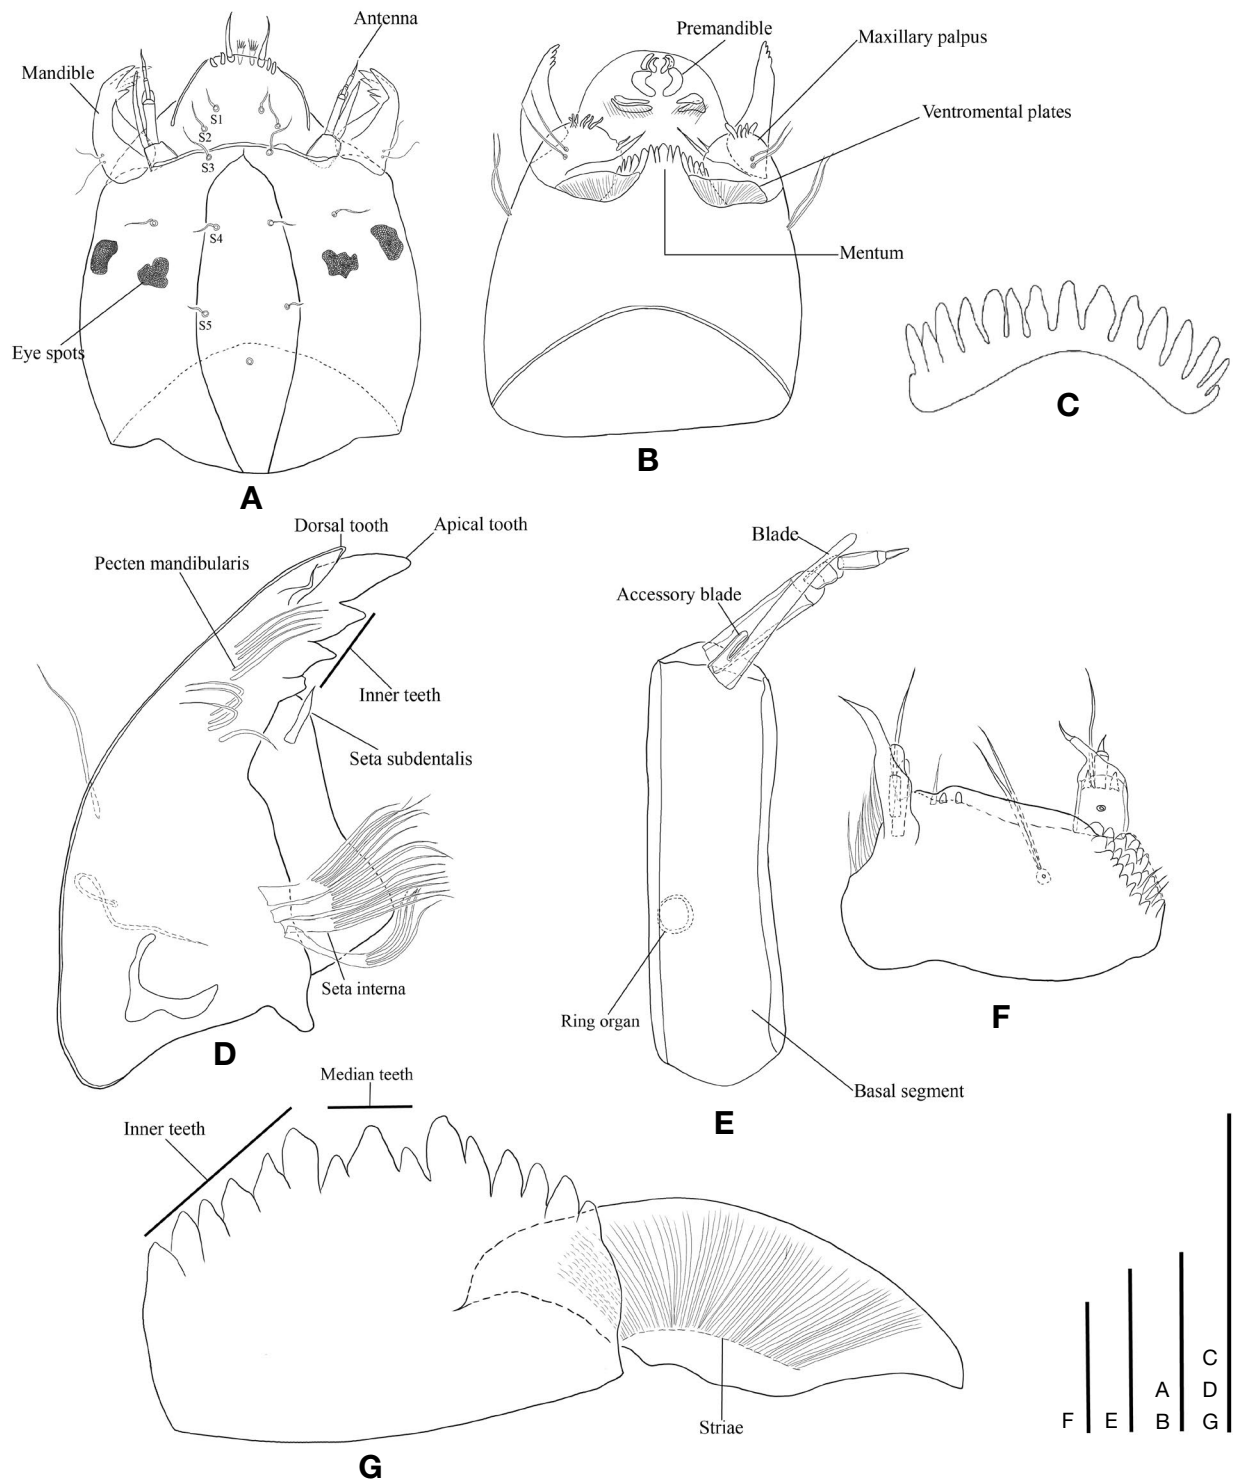 Antenna
Mandible
S1
S2
S3
S4
S5
Eye spots
A
Premandible
Maxillary palpus
Ventromental plates
Mentum
B
C
Dorsal tooth
Apical tooth
Pecten mandibularis
Inner teeth
Seta subdentalis
Seta interna
D
Blade
Accessory blade
Ring organ
Basal segment
E
F
Median teeth
Inner teeth
Striae
G
C
A D
F E B G